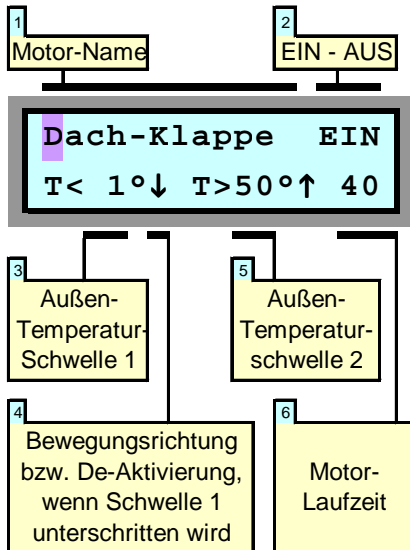 1
Motor-Name
2
EIN - AUS
Dach-Klappe EIN
T< 1°↓ T>50°↑ 40
3
Außen-
Temperatur-
Schwelle 1
5
Außen-
Temperatur-
schwelle 2
4
Bewegungsrichtung
bzw. De-Aktivierung,
wenn Schwelle 1
unterschritten wird
6
Motor-
Laufzeit